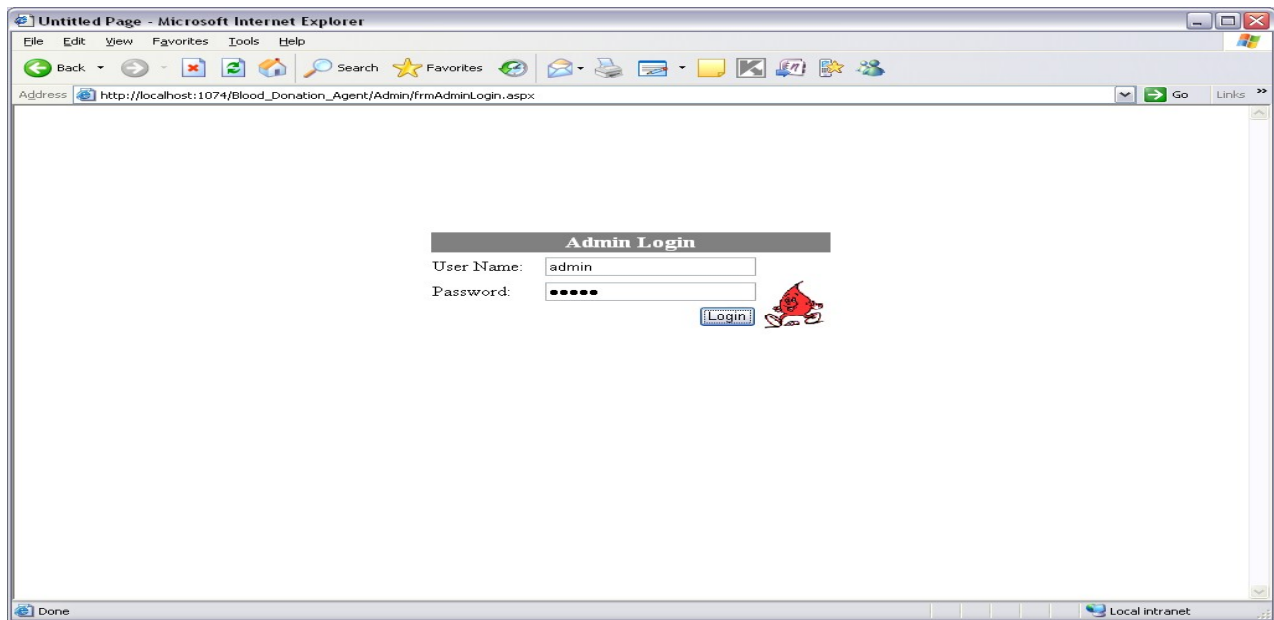 Untitled Page - Microsoft Internet Explorer
File Edit View Favorites Tools Help
Back Search Favorites
Address http://localhost:1074/Blood_Donation_Agent/Admin/frmAdminLogin.aspx Go Links »
Admin Login
User Name: admin
Password: ●●●●●
Login
Done Local intranet